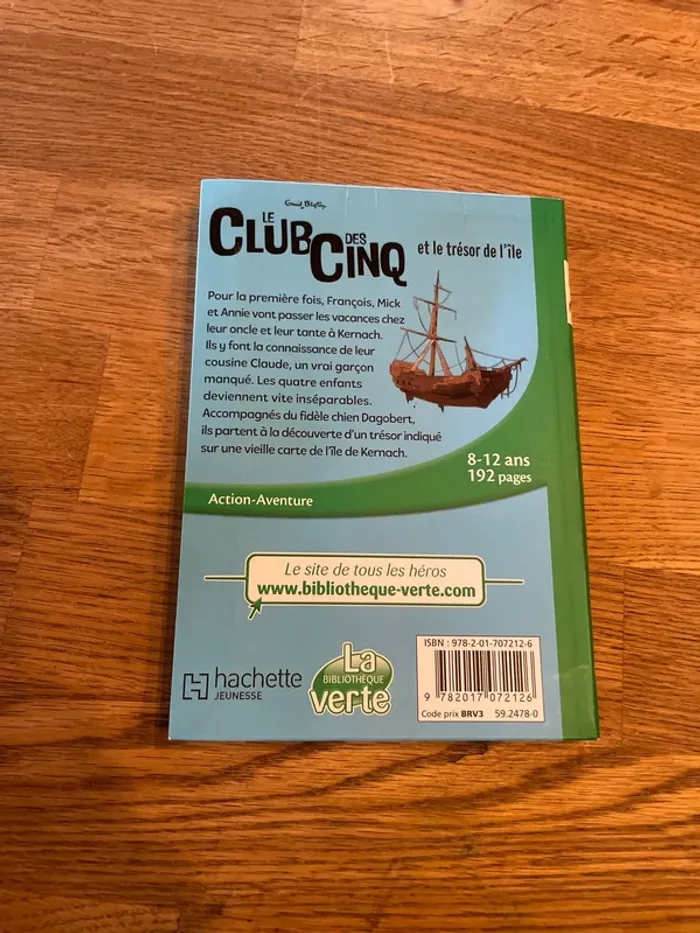 Enid Blyton
LE CLUB DES CINQ et le trésor de l'île
Pour la première fois, François, Mick
et Annie vont passer les vacances chez
leur oncle et leur tante à Kernach.
Ils y font la connaissance de leur
cousine Claude, un vrai garçon
manqué. Les quatre enfants
deviennent vite inséparables.
Accompagnés du fidèle chien Dagobert,
ils partent à la découverte d'un trésor indiqué
sur une vieille carte de l'île de Kernach.
8-12 ans
192 pages
Action-Aventure
Le site de tous les héros
www.bibliotheque-verte.com
hachette
JEUNESSE
La
BIBLIOTHÈQUE
verte
ISBN : 978-2-01-707212-6
9 782017 072126
Code prix BRV3 59.2478-0